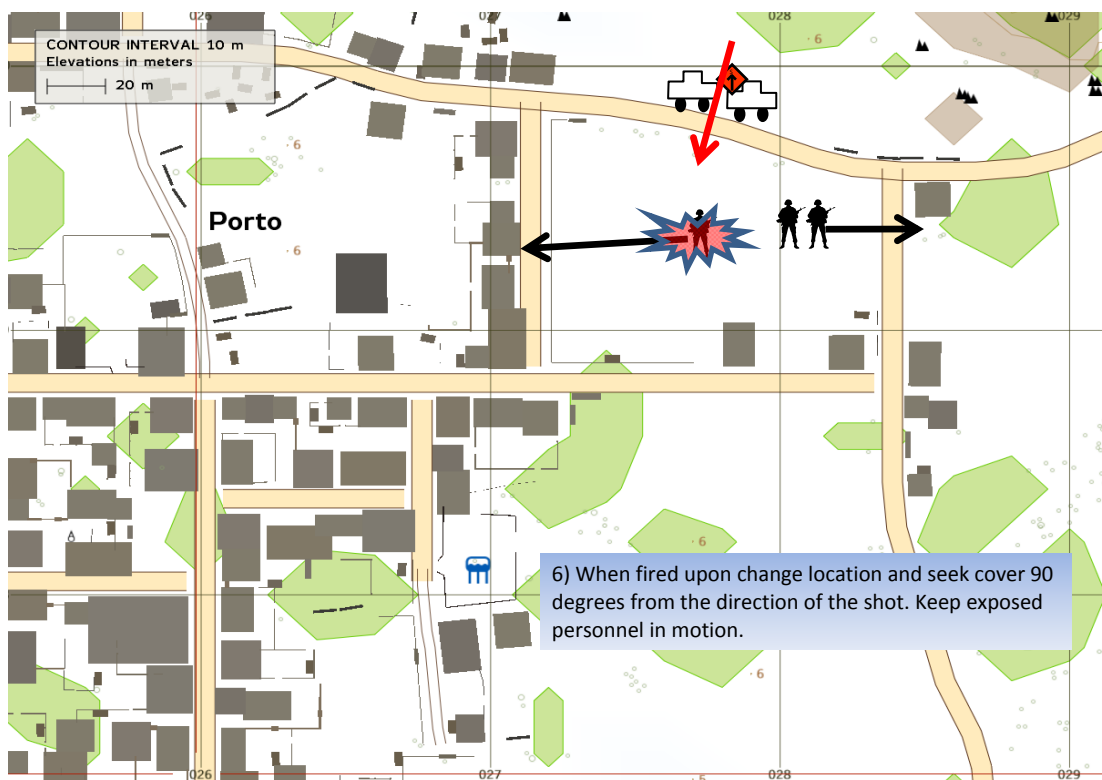 026 027 028 029
CONTOUR INTERVAL 10 m
Elevations in meters
20 m
6
6
Porto
6
6) When fired upon change location and seek cover 90
degrees from the direction of the shot. Keep exposed
personnel in motion.
6
026 027 028 029